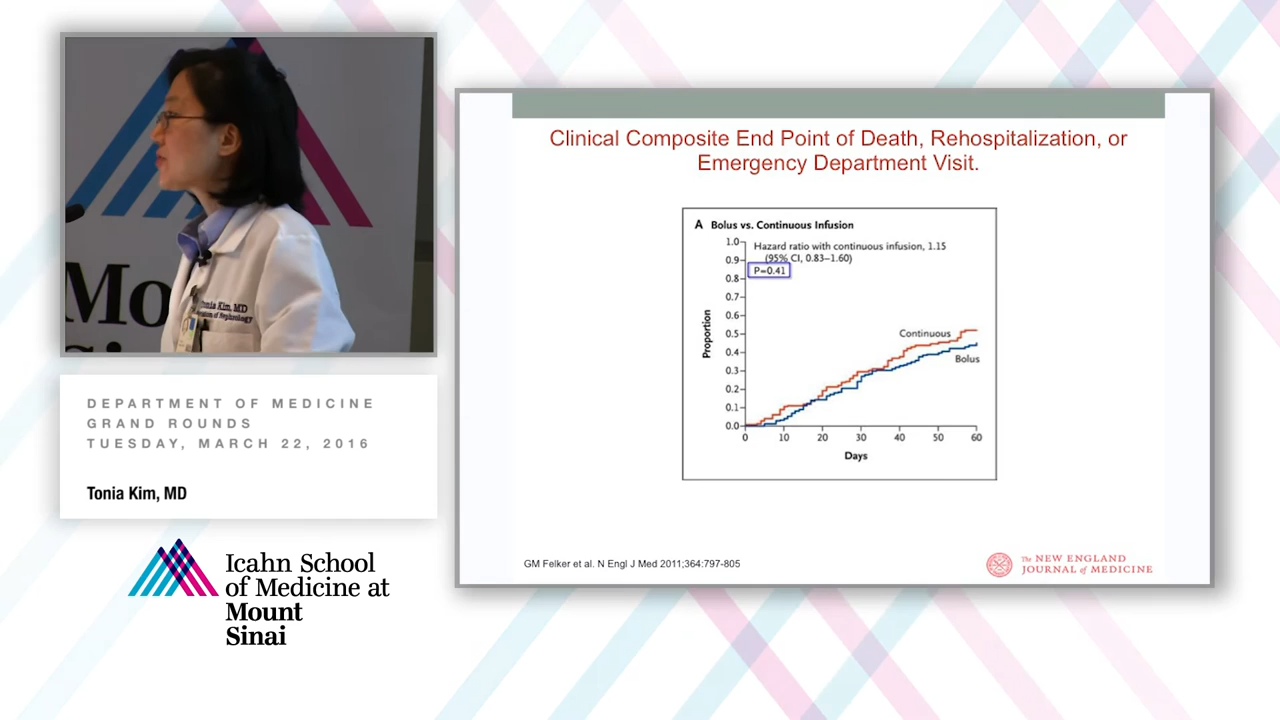 Mo
Tonia Kim, MD
DEPARTMENT OF MEDICINE
GRAND ROUNDS
TUESDAY, MARCH 22, 2016
Tonia Kim, MD
Icahn School
of Medicine at
Mount
Sinai
Clinical Composite End Point of Death, Rehospitalization, or
Emergency Department Visit.
A Bolus vs. Continuous Infusion
Hazard ratio with continuous infusion, 1.15
(95% CI, 0.83–1.60)
P=0.41
Proportion
1.0
0.9
0.8
0.7
0.6
0.5
0.4
0.3
0.2
0.1
0.0
Continuous
Bolus
0 10 20 30 40 50 60
Days
GM Felker et al. N Engl J Med 2011;364:797-805
The NEW ENGLAND
JOURNAL of MEDICINE